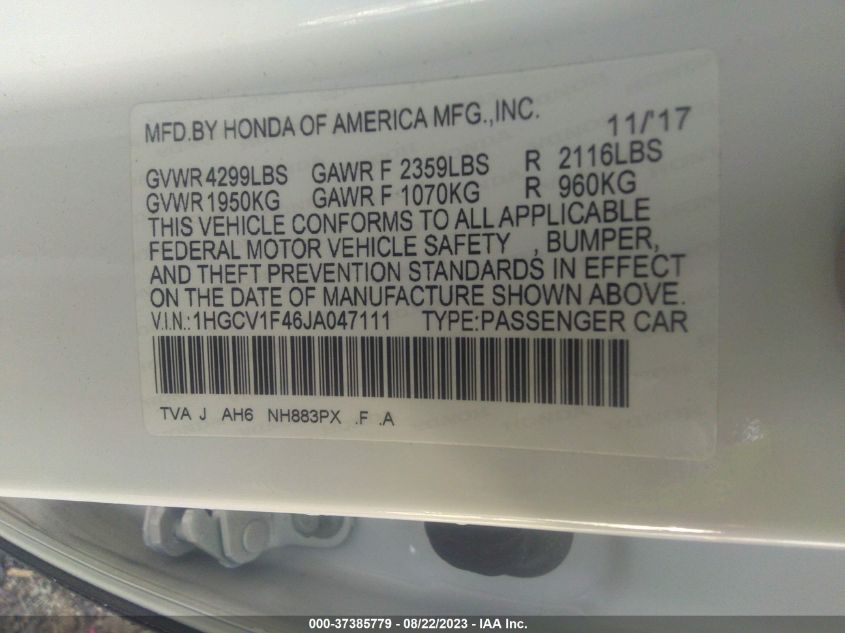 MFD.BY HONDA OF AMERICA MFG.,INC. 11/'17
GVWR 4299LBS GAWR F 2359LBS R 2116LBS
GVWR 1950KG GAWR F 1070KG R 960KG
THIS VEHICLE CONFORMS TO ALL APPLICABLE
FEDERAL MOTOR VEHICLE SAFETY , BUMPER,
AND THEFT PREVENTION STANDARDS IN EFFECT
ON THE DATE OF MANUFACTURE SHOWN ABOVE.
V.I.N.:1HGCV1F46JA047111 TYPE:PASSENGER CAR
TVA J AH6 NH883PX .F .A
000-37385779 - 08/22/2023 - IAA Inc.